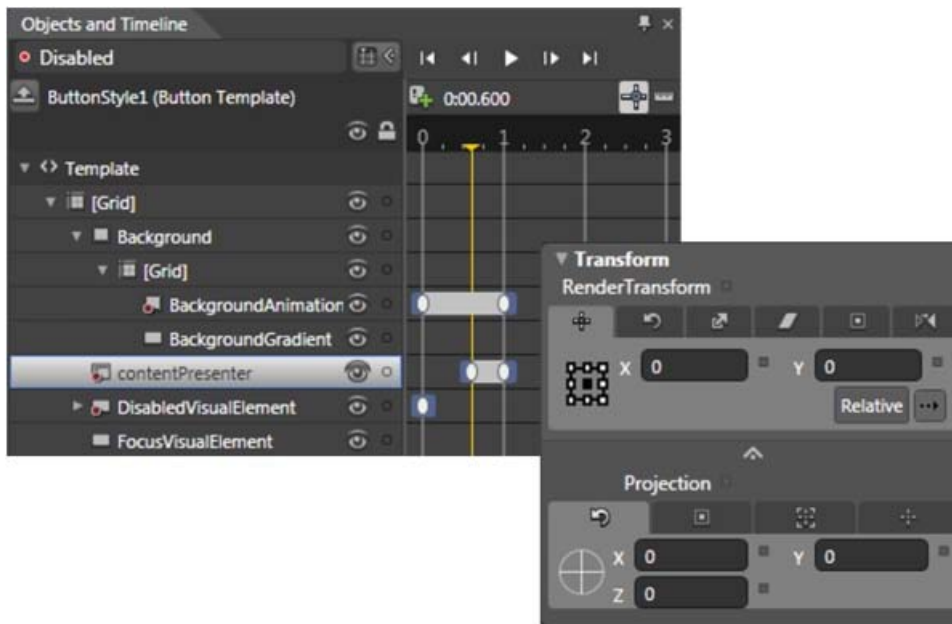 Objects and Timeline
Disabled
ButtonStyle1 (Button Template)
0:00.600
0 1 2 3
Template
[Grid]
Background
[Grid]
BackgroundAnimation
BackgroundGradient
contentPresenter
DisabledVisualElement
FocusVisualElement
Transform
RenderTransform
X 0 Y 0
Relative
Projection
X 0 Y 0
Z 0